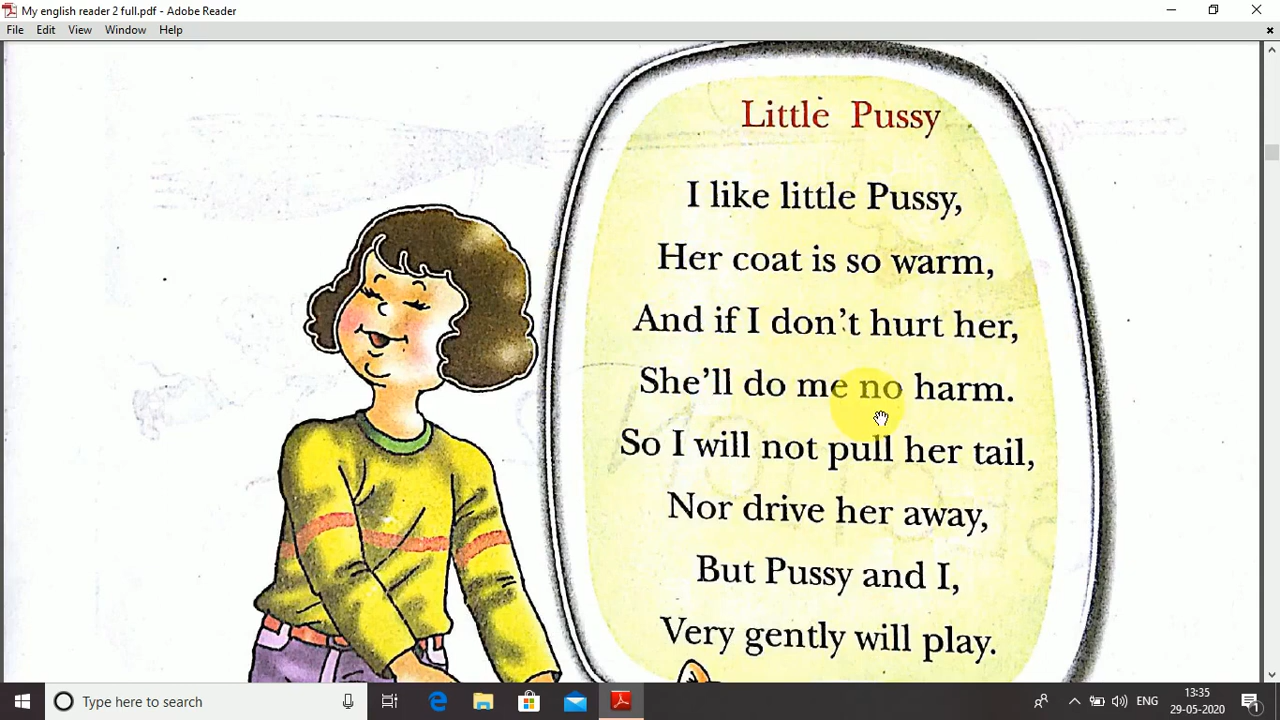 My english reader 2 full.pdf - Adobe Reader
File Edit View Window Help
Little Pussy
I like little Pussy,
Her coat is so warm,
And if I don't hurt her,
She'll do me no harm.
So I will not pull her tail,
Nor drive her away,
But Pussy and I,
Very gently will play.
Type here to search
ENG
13:35
29-05-2020
1